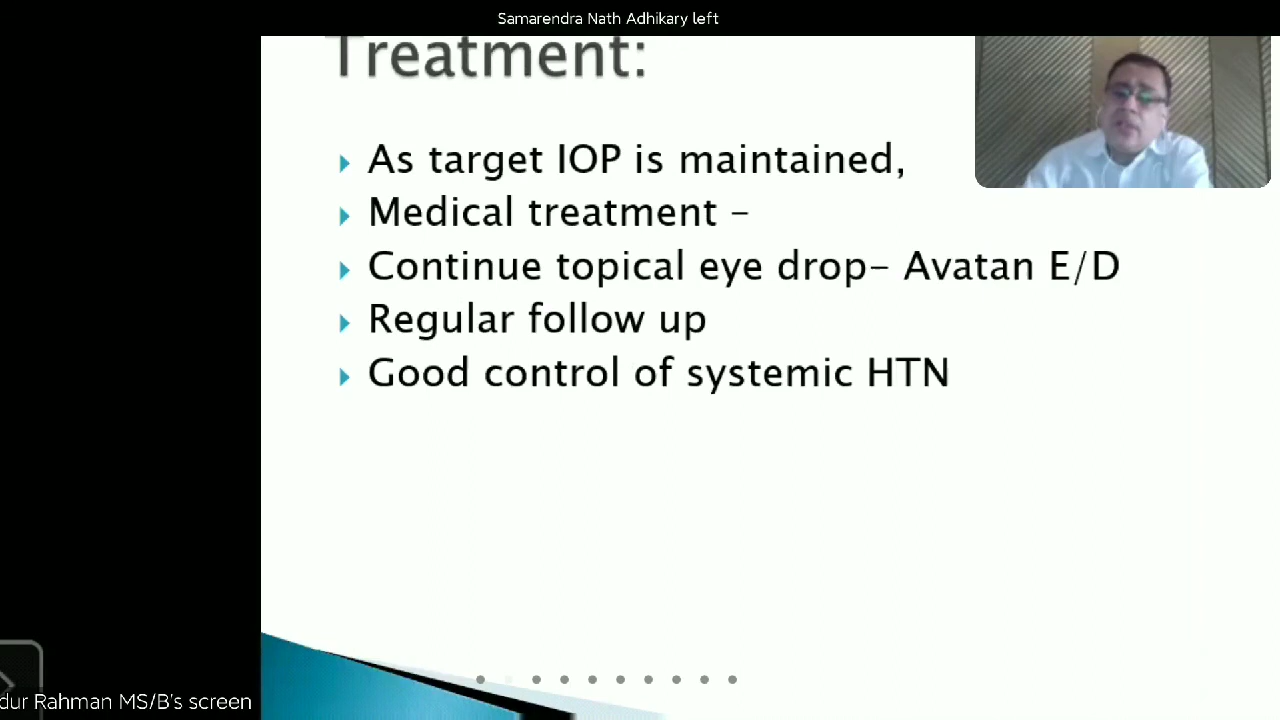 Samarendra Nath Adhikary left
Treatment:
As target IOP is maintained,
Medical treatment –
Continue topical eye drop– Avatan E/D
Regular follow up
Good control of systemic HTN
dur Rahman MS/B's screen